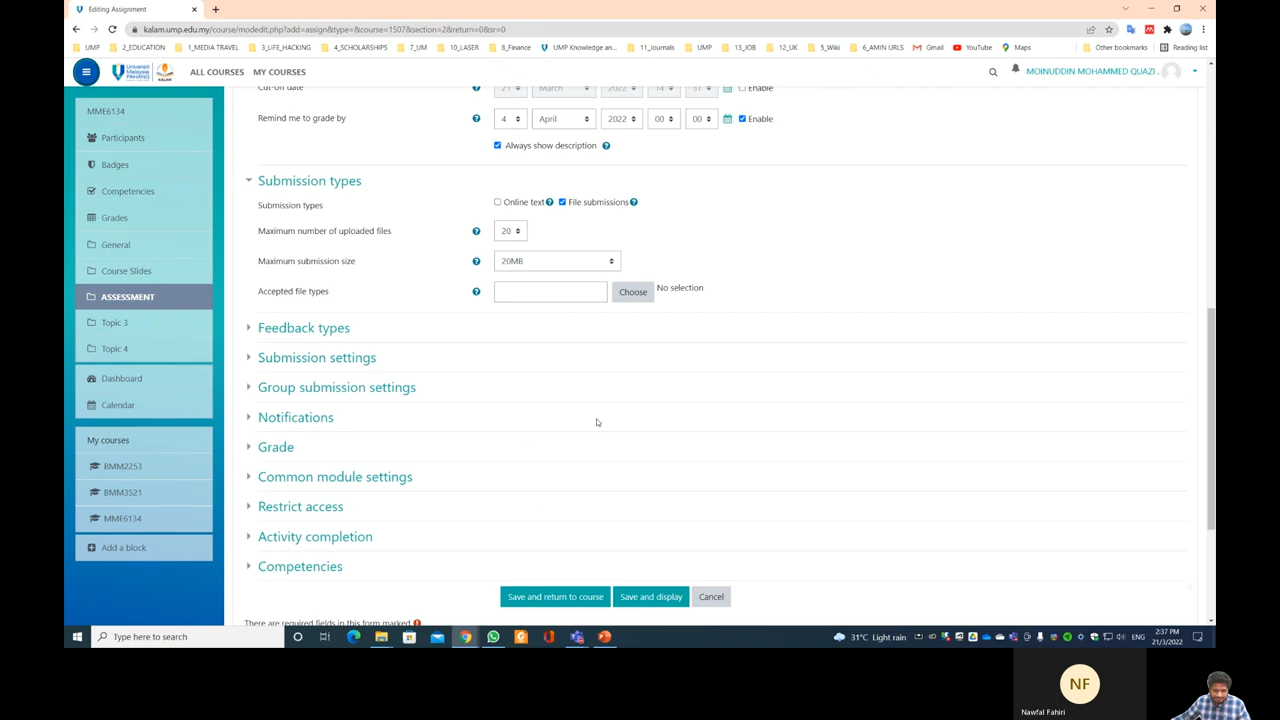 Editing Assignment
kalam.ump.edu.my/course/modedit.php?add=assign&type=&course=1507&section=2&return=0&sr=0
UMP 2_EDUCATION 1_MEDIA TRAVEL 3_LIFE_HACKING 4_SCHOLARSHIPS 7_UM 10_LASER 8_Finance UMP Knowledge an... 11_Journals UMP 13_JOB 12_UK 5_Wiki 6_AMIN URLS Gmail YouTube Maps Other bookmarks Reading list
Universiti Malaysia PAHANG KALAM ALL COURSES MY COURSES MOINUDDIN MOHAMMED QUAZI .
Cut-off date 21 March 2022 14 37 Enable
MME6134
Remind me to grade by 4 April 2022 00 00 Enable
Participants
Always show description
Badges
Submission types
Competencies
Submission types Online text File submissions
Grades
Maximum number of uploaded files 20
General
Maximum submission size 20MB
Course Slides
Accepted file types Choose No selection
ASSESSMENT
Topic 3
Feedback types
Topic 4
Submission settings
Dashboard
Group submission settings
Calendar
Notifications
My courses
Grade
BMM2253
Common module settings
BMM3521
Restrict access
MME6134
Activity completion
Add a block
Competencies
Save and return to course Save and display Cancel
There are required fields in this form marked
Type here to search 31°C Light rain ENG 2:37 PM
21/3/2022
NF
Nawfal Fahiri